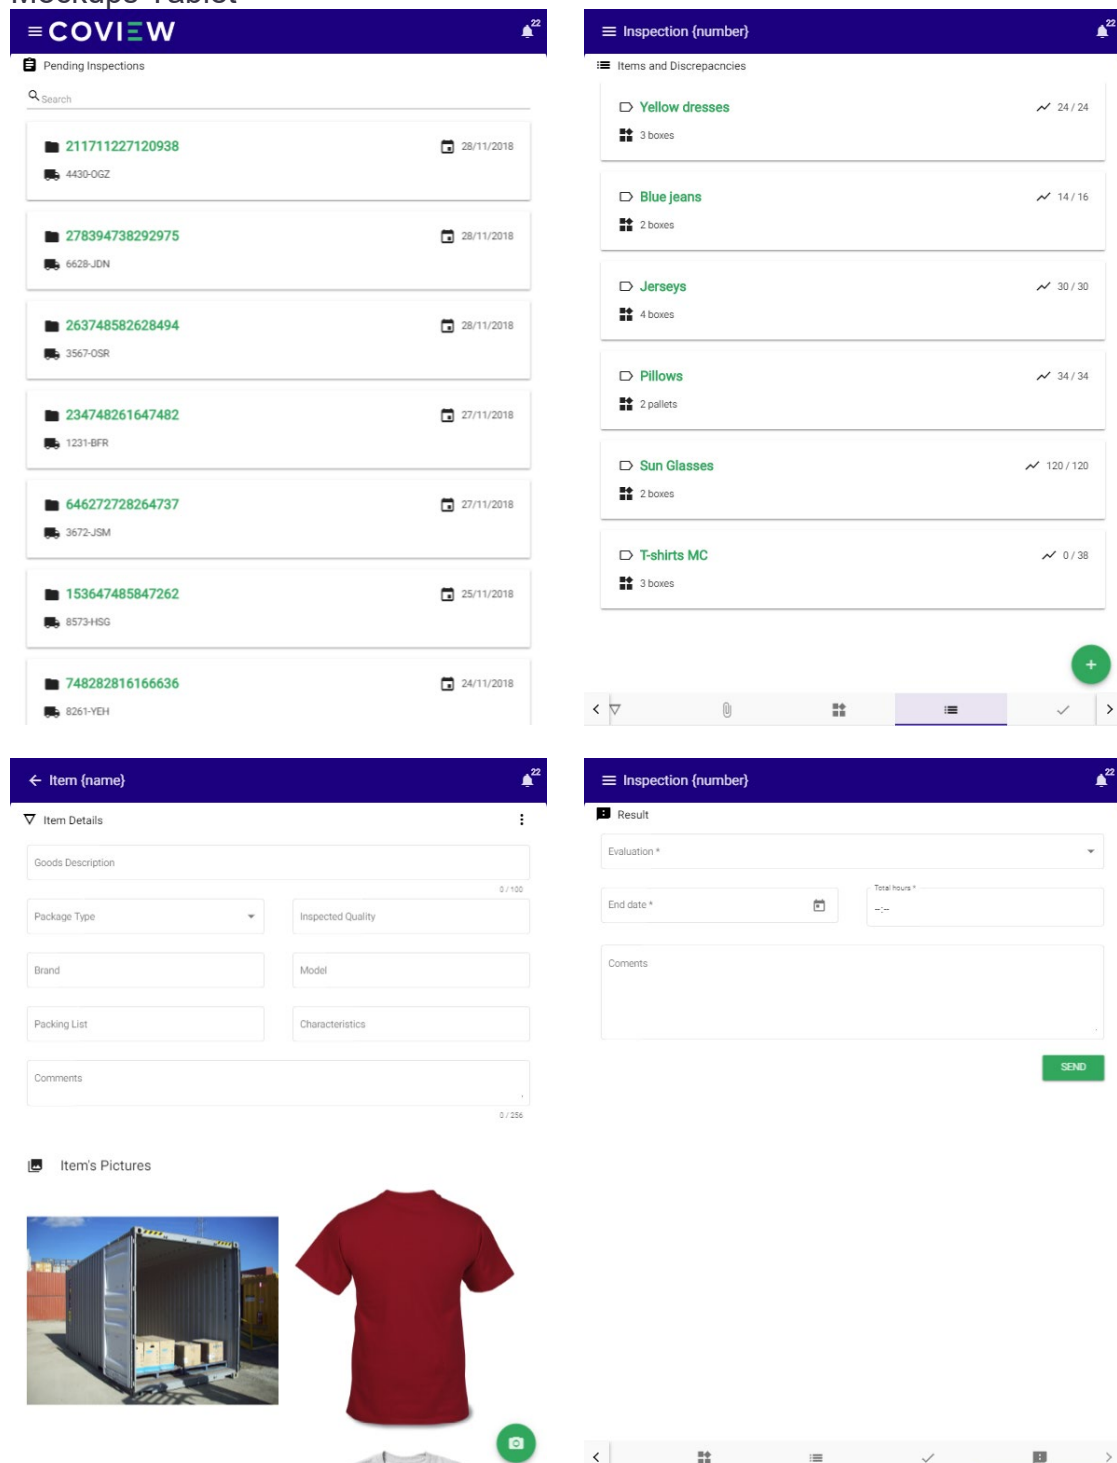 Mockups Tablet
COVIEW
22
Pending Inspections
Search
211711227120938
28/11/2018
4430-OGZ
278394738292975
28/11/2018
6628-JDN
263748582628494
28/11/2018
3567-OSR
234748261647482
27/11/2018
1231-BFR
646272728264737
27/11/2018
3672-JSM
153647485847262
25/11/2018
8573-HSG
748282816166636
24/11/2018
8261-YEH
Inspection {number}
22
Items and Discrepacncies
Yellow dresses
24 / 24
3 boxes
Blue jeans
14 / 16
2 boxes
Jerseys
30 / 30
4 boxes
Pillows
34 / 34
2 pallets
Sun Glasses
120 / 120
2 boxes
T-shirts MC
0 / 38
3 boxes
Item {name}
22
Item Details
Goods Description
0 / 100
Package Type
Inspected Quality
Brand
Model
Packing List
Characteristics
Comments
0 / 256
Item's Pictures
Inspection {number}
22
Result
Evaluation *
End date *
Total hours *
--:--
Coments
SEND